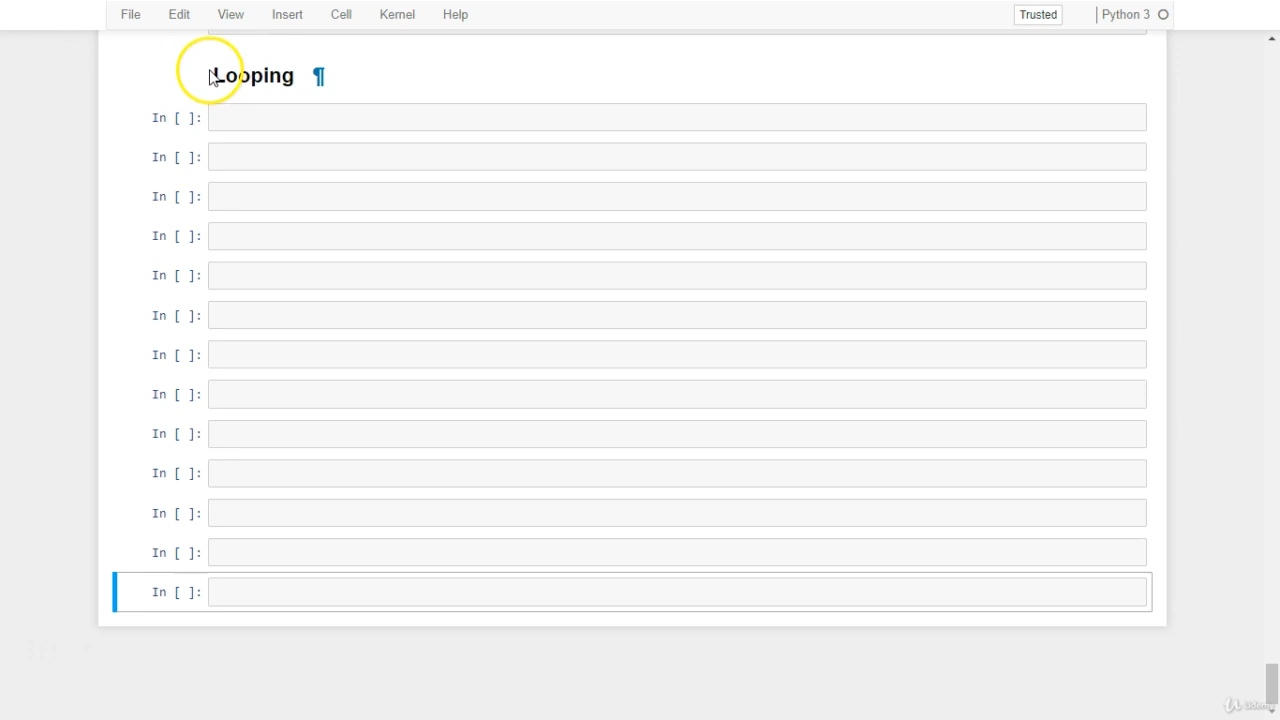 File Edit View Insert Cell Kernel Help Trusted Python 3
Looping ¶
In [ ]:
In [ ]:
In [ ]:
In [ ]:
In [ ]:
In [ ]:
In [ ]:
In [ ]:
In [ ]:
In [ ]:
In [ ]:
In [ ]:
In [ ]:
Udemy